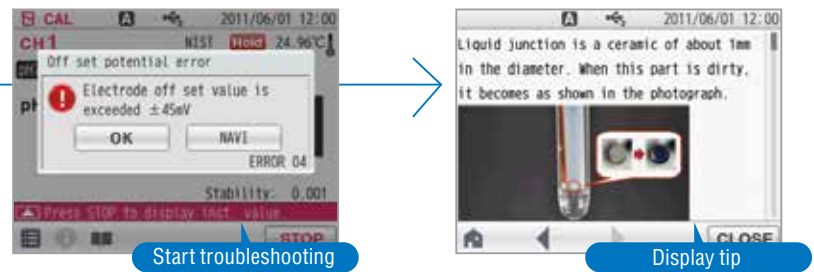 CAL A 2011/06/01 12:00
CH1 NIST Hold 24.96℃
Off set potential error
pH
Electrode off set value is
exceeded ±45mV
OK NAVI
ERROR 04
Stability: 0.001
Press STOP to display inst. value.
STOP
Start troubleshooting
A 2011/06/01 12:00
Liquid junction is a ceramic of about 1mm
in the diameter. When this part is dirty,
it becomes as shown in the photograph.
CLOSE
Display tip